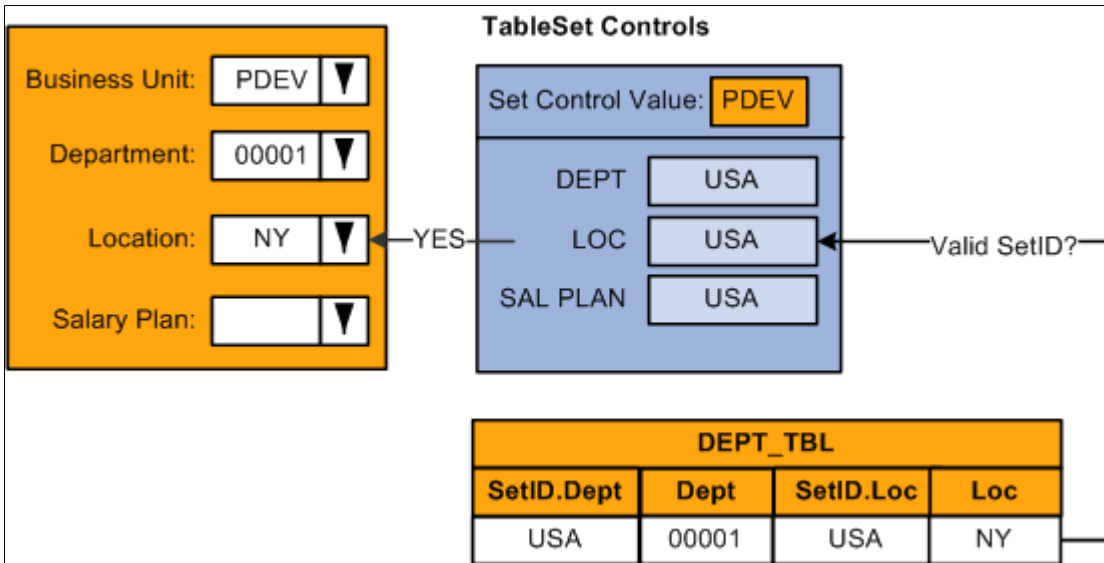 TableSet Controls
Business Unit: PDEV
Department: 00001
Location: NY
Salary Plan:
YES
Set Control Value: PDEV
DEPT USA
LOC USA
SAL PLAN USA
Valid SetID?
DEPT_TBL
SetID.Dept Dept SetID.Loc Loc
USA 00001 USA NY